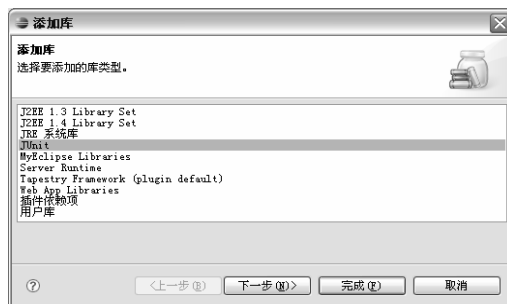 添加库
添加库
选择要添加的库类型。
J2EE 1.3 Library Set
J2EE 1.4 Library Set
JRE 系统库
JUnit
MyEclipse Libraries
Server Runtime
Tapestry Framework (plugin default)
Web App Libraries
插件依赖项
用户库
<上一步(B) 下一步(N)> 完成(F) 取消